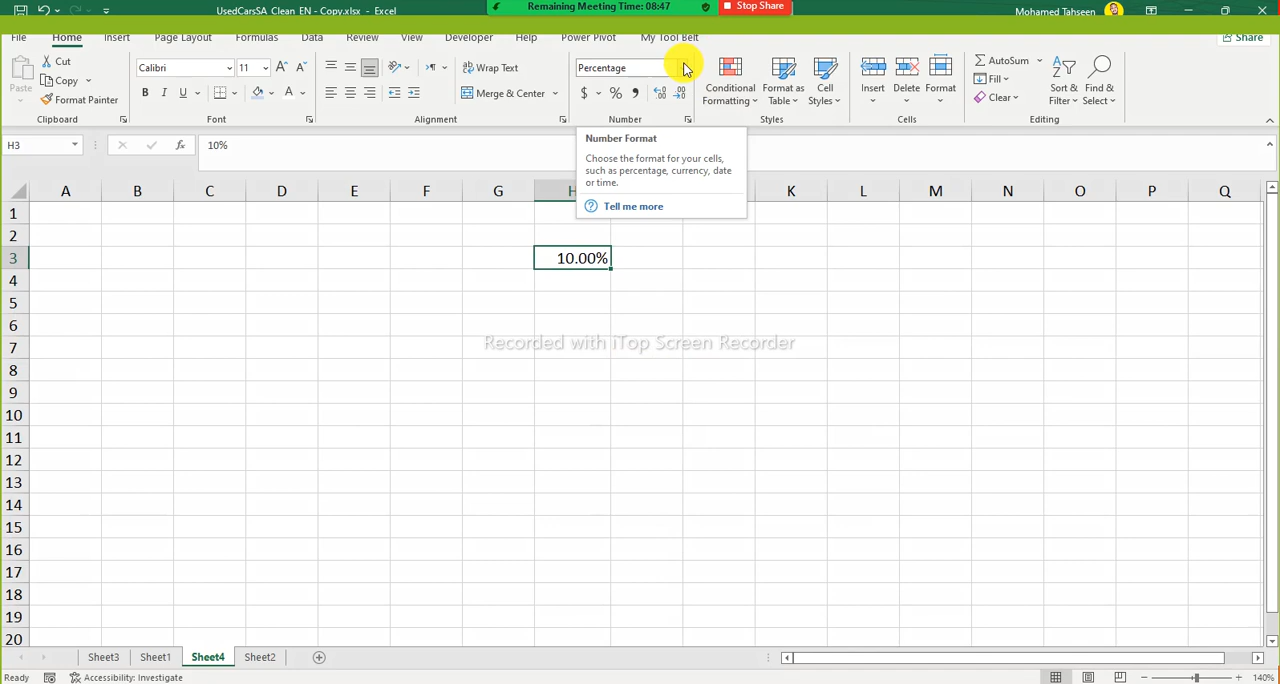 UsedCarsSA_Clean_EN - Copy.xlsx - Excel
Remaining Meeting Time: 08:47
Stop Share
Mohamed Tahseen
File Home Insert Page Layout Formulas Data Review View Developer Help Power Pivot My Tool Belt Share
Paste
Cut
Copy
Format Painter
Clipboard
Calibri 11
B I U
Font
Wrap Text
Merge & Center
Alignment
Percentage
$ % ,
Number
Conditional Formatting
Format as Table
Cell Styles
Styles
Insert Delete Format
Cells
AutoSum
Fill
Clear
Sort & Filter
Find & Select
Editing
H3 fx 10%
Number Format
Choose the format for your cells,
such as percentage, currency, date
or time.
Tell me more
A B C D E F G H K L M N O P Q
1
2
3 10.00%
4
5
6
7
Recorded with iTop Screen Recorder
8
9
10
11
12
13
14
15
16
17
18
19
20
Sheet3 Sheet1 Sheet4 Sheet2
Ready Accessibility: Investigate 140%